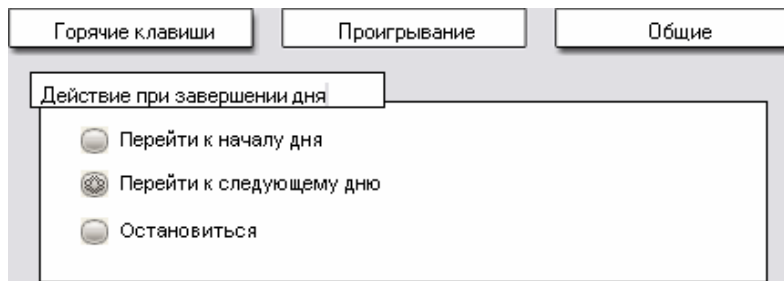 Горячие клавиши Проигрывание Общие
Действие при завершении дня
Перейти к началу дня
Перейти к следующему дню
Остановиться